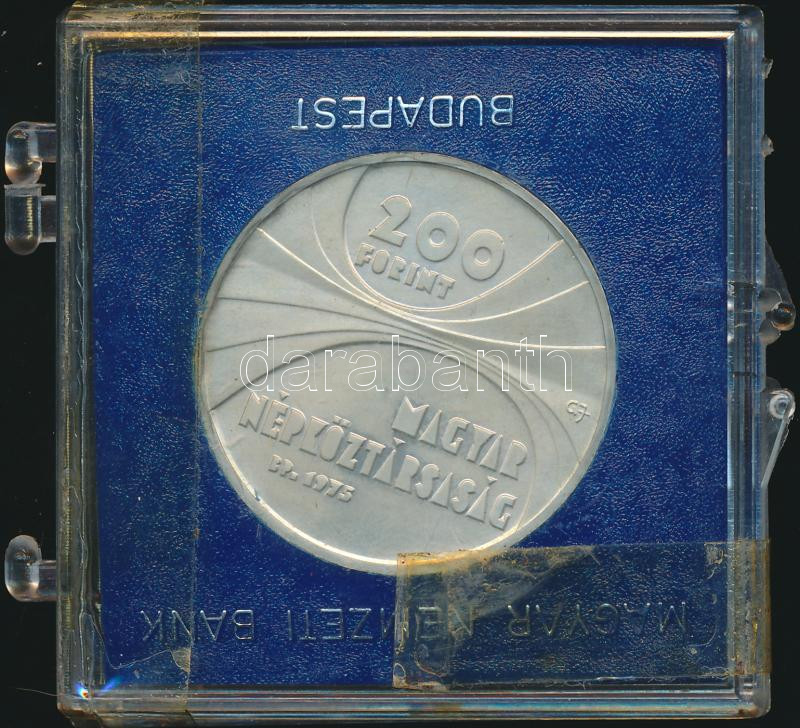 BUDAPEST
200
FORINT
darabanth
MAGYAR
NÉPKÖZTÁRSASÁG
BP. 1975
MAGYAR NEMZETI BANK